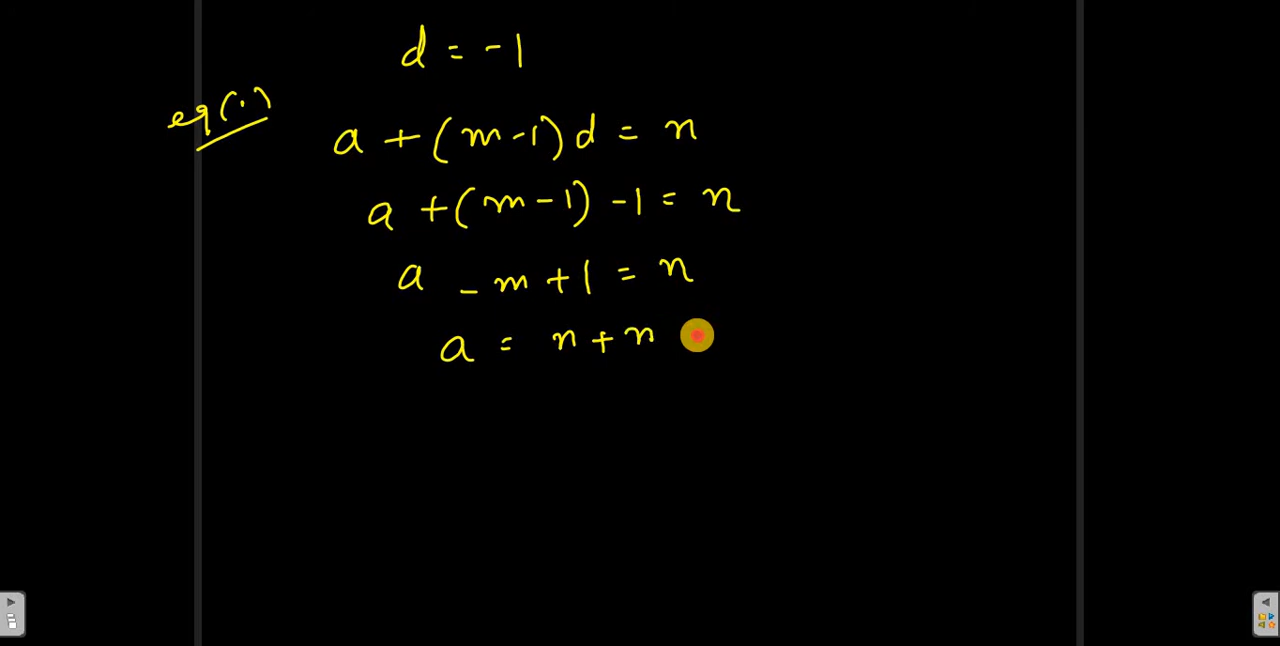 d = -1
eq(1)
a + (m-1) d = n
a + (m-1) -1 = n
a - m + 1 = n
a = n + n